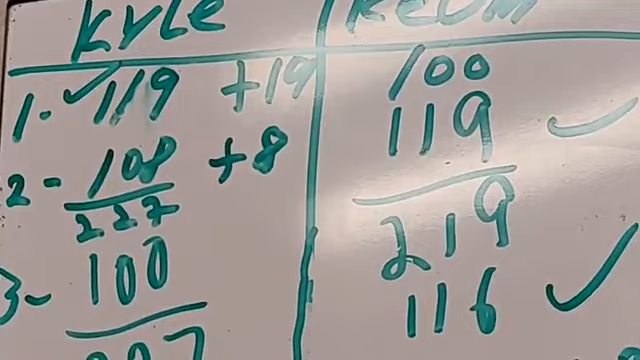 KYLE
1- ✓119 +19
2- 108 +8
227
3- 100
100
119 ✓
219
116 ✓